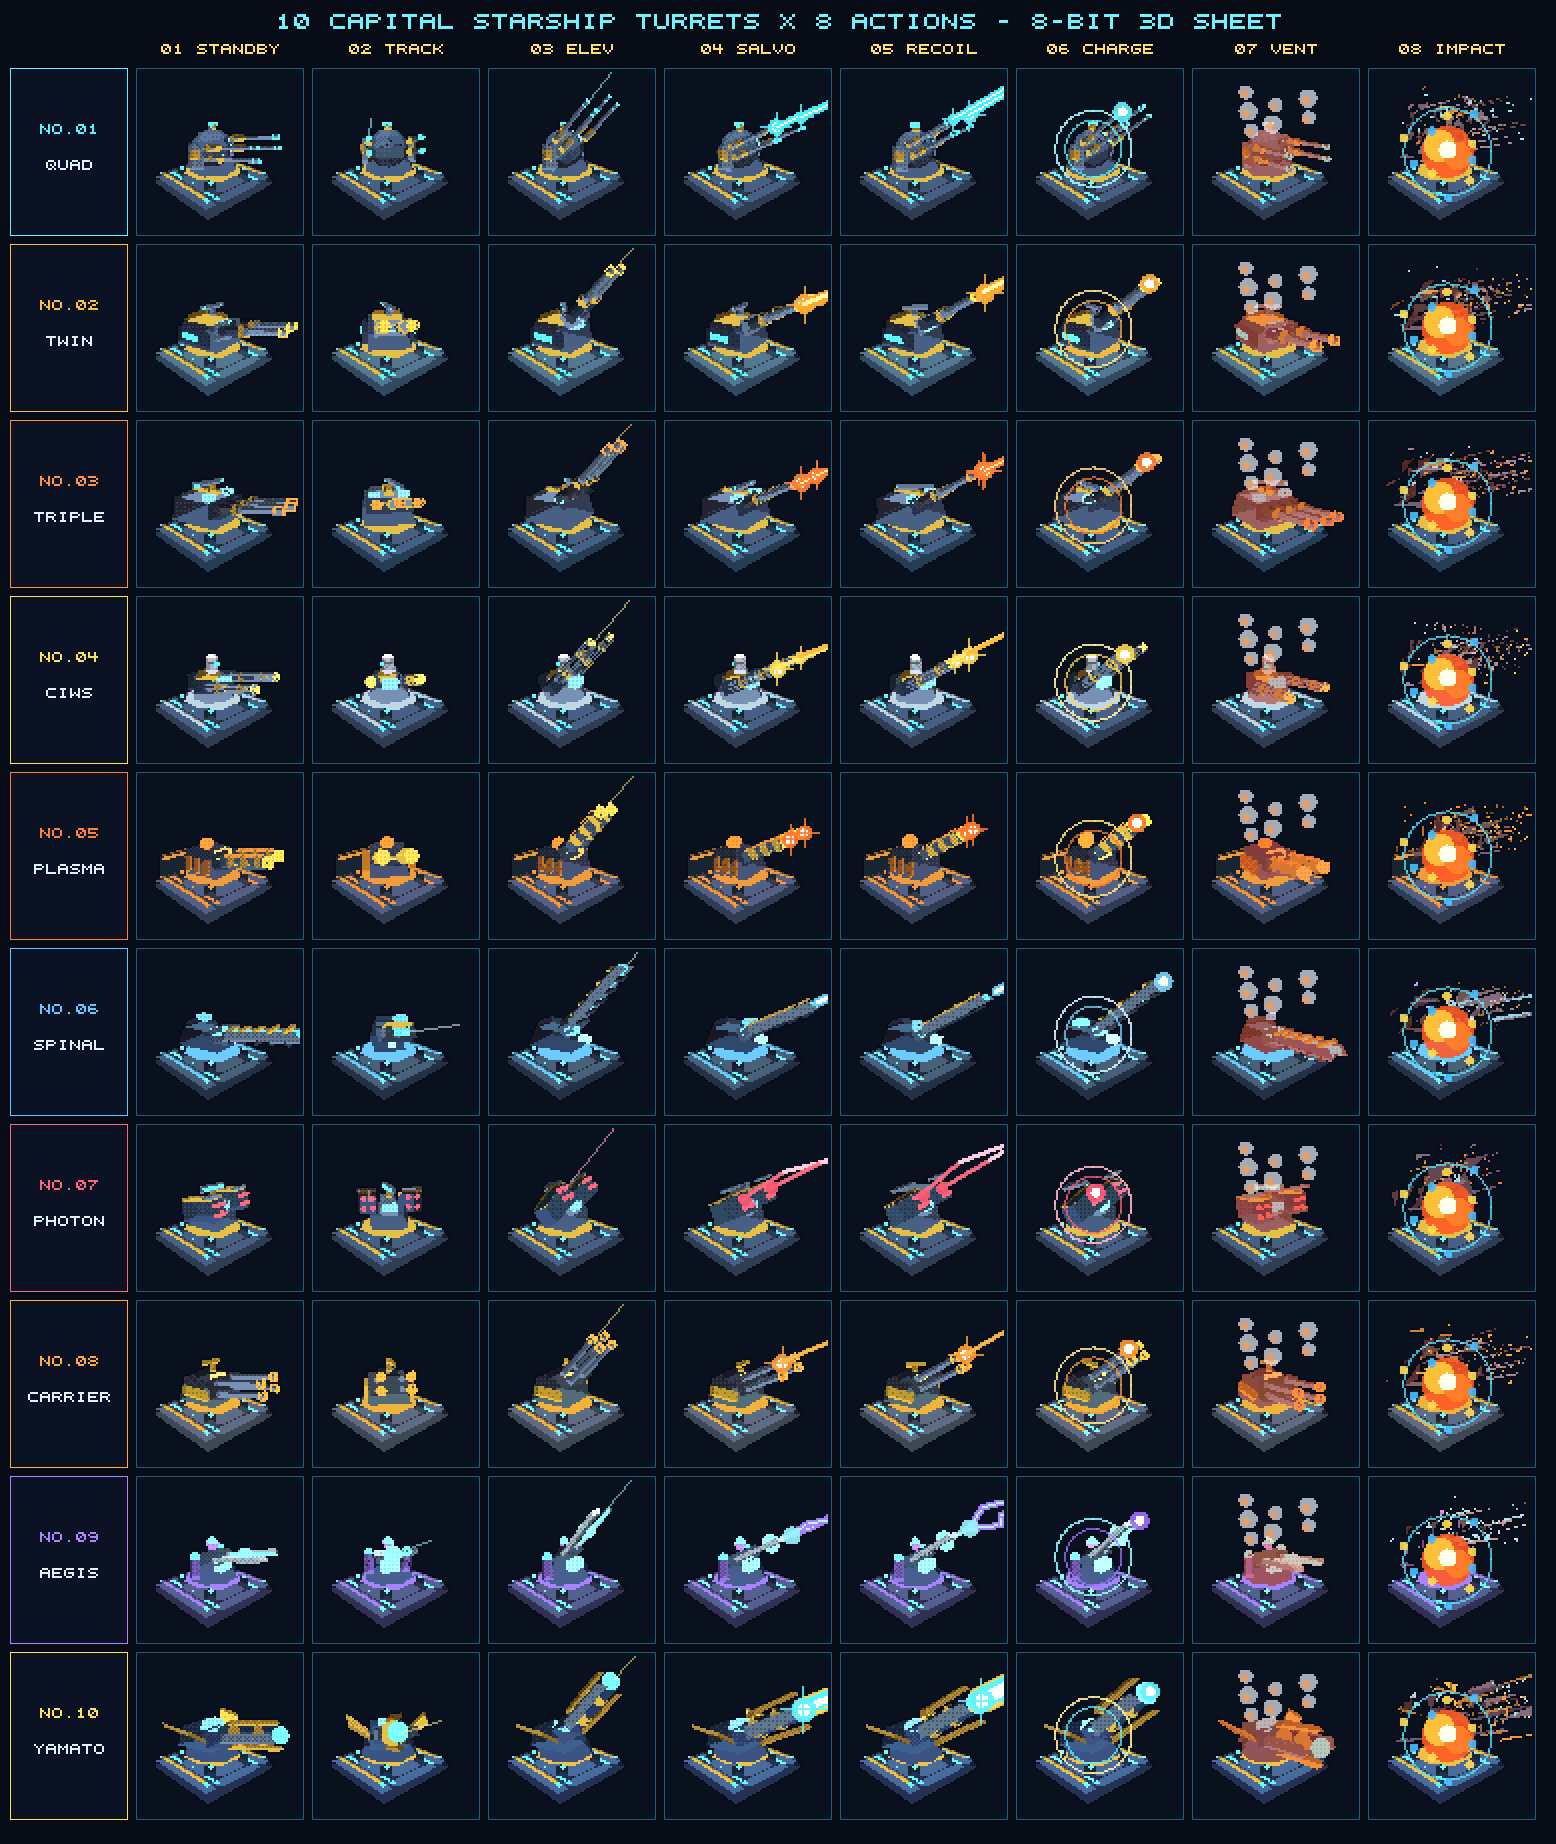 10 CAPITAL STARSHIP TURRETS X 8 ACTIONS - 8-BIT 3D SHEET
01 STANDBY 02 TRACK 03 ELEV 04 SALVO 05 RECOIL 06 CHARGE 07 VENT 08 IMPACT
NO.01
QUAD
NO.02
TWIN
NO.03
TRIPLE
NO.04
CIWS
NO.05
PLASMA
NO.06
SPINAL
NO.07
PHOTON
NO.08
CARRIER
NO.09
AEGIS
NO.10
YAMATO